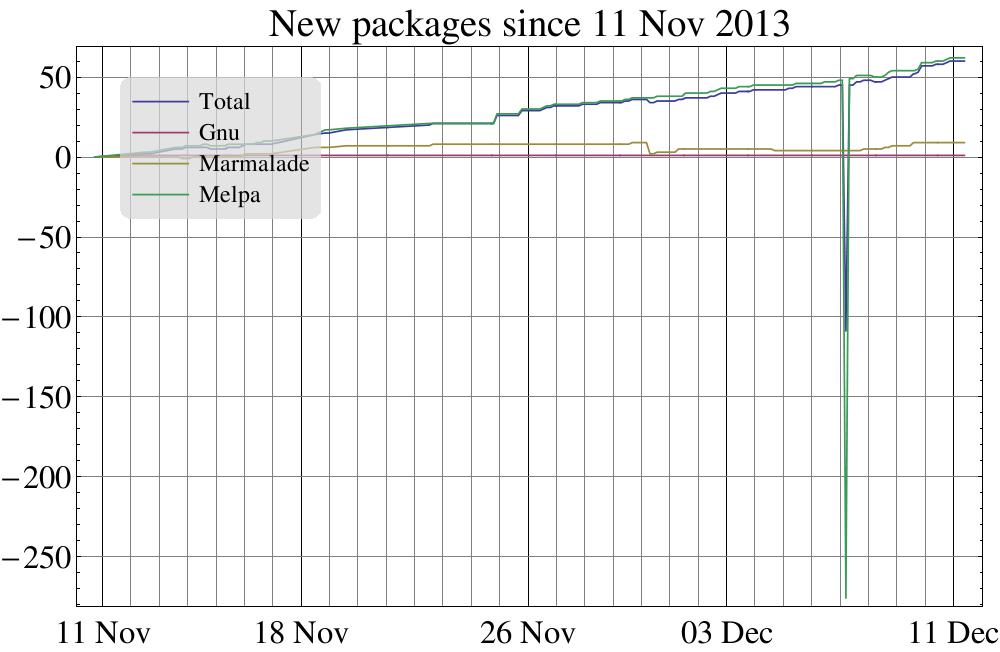 New packages since 11 Nov 2013
50
0
−50
−100
−150
−200
−250
Total
Gnu
Marmalade
Melpa
11 Nov 18 Nov 26 Nov 03 Dec 11 Dec